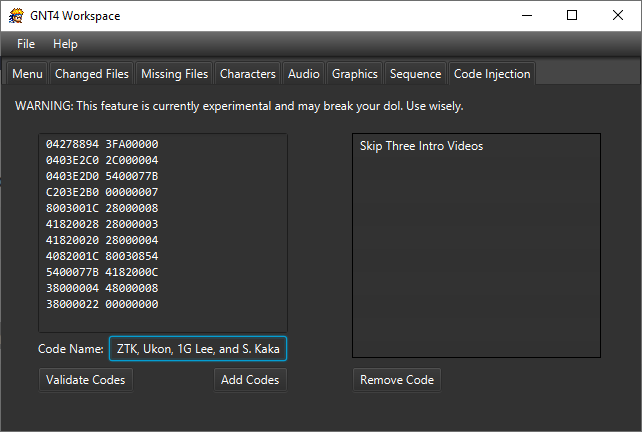 GNT4 Workspace
File Help
Menu Changed Files Missing Files Characters Audio Graphics Sequence Code Injection
WARNING: This feature is currently experimental and may break your dol. Use wisely.
04278894 3FA00000
0403E2C0 2C000004
0403E2D0 5400077B
C203E2B0 00000007
8003001C 28000008
41820028 28000003
41820020 28000004
4082001C 80030854
5400077B 4182000C
38000004 48000008
38000022 00000000
Skip Three Intro Videos
Code Name: ZTK, Ukon, 1G Lee, and S. Kaka
Validate Codes Add Codes Remove Code